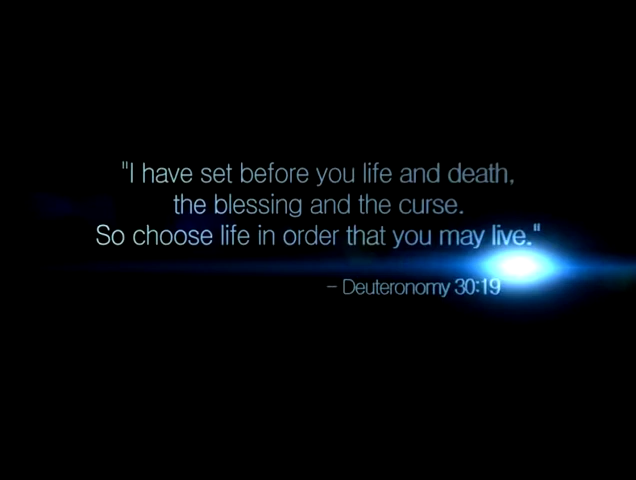 "I have set before you life and death,
the blessing and the curse.
So choose life in order that you may live."
– Deuteronomy 30:19